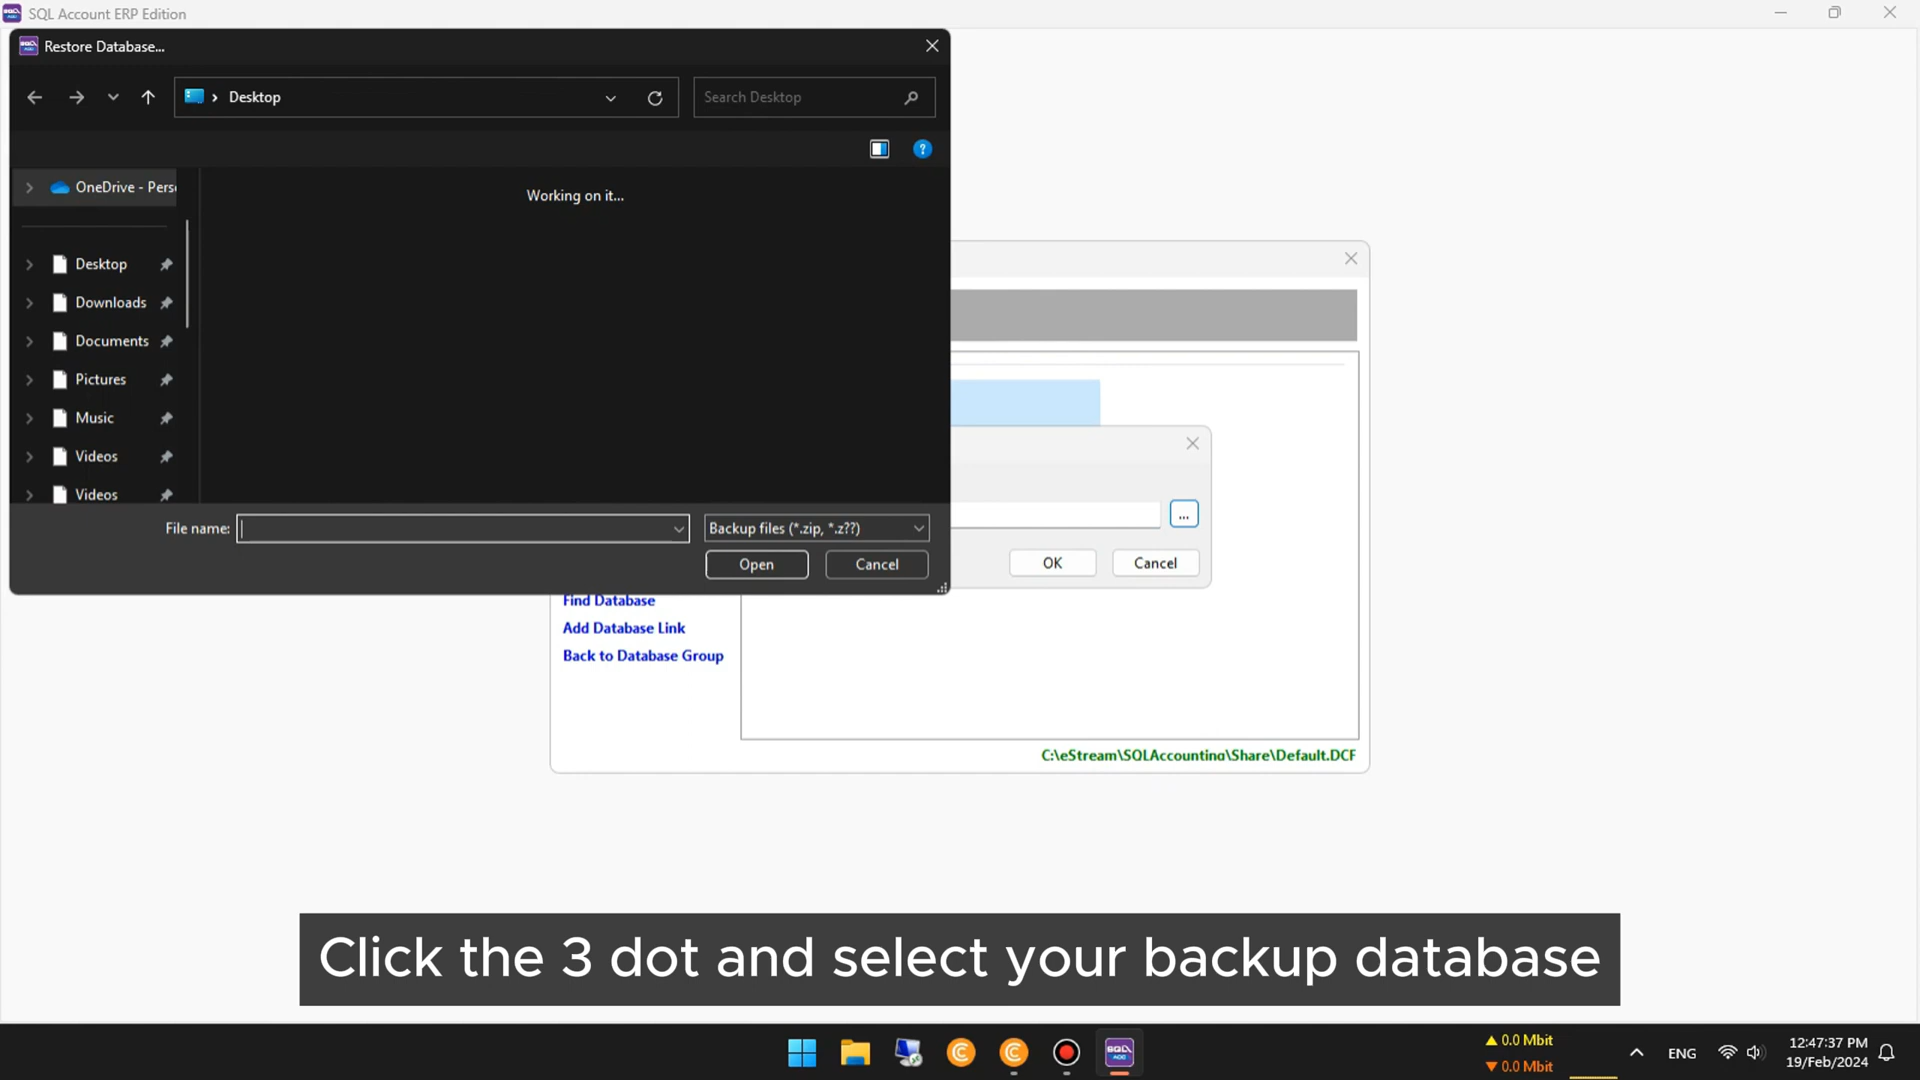 SQL Account ERP Edition
Restore Database...
Desktop
Search Desktop
?
OneDrive - Pers
Working on it...
Desktop
Downloads
Documents
Pictures
Music
Videos
Videos
File name:
Backup files (*.zip, *.z??)
Open
Cancel
...
OK
Cancel
Find Database
Add Database Link
Back to Database Group
C:\eStream\SQLAccounting\Share\Default.DCF
Click the 3 dot and select your backup database
0.0 Mbit
0.0 Mbit
ENG
12:47:37 PM
19/Feb/2024